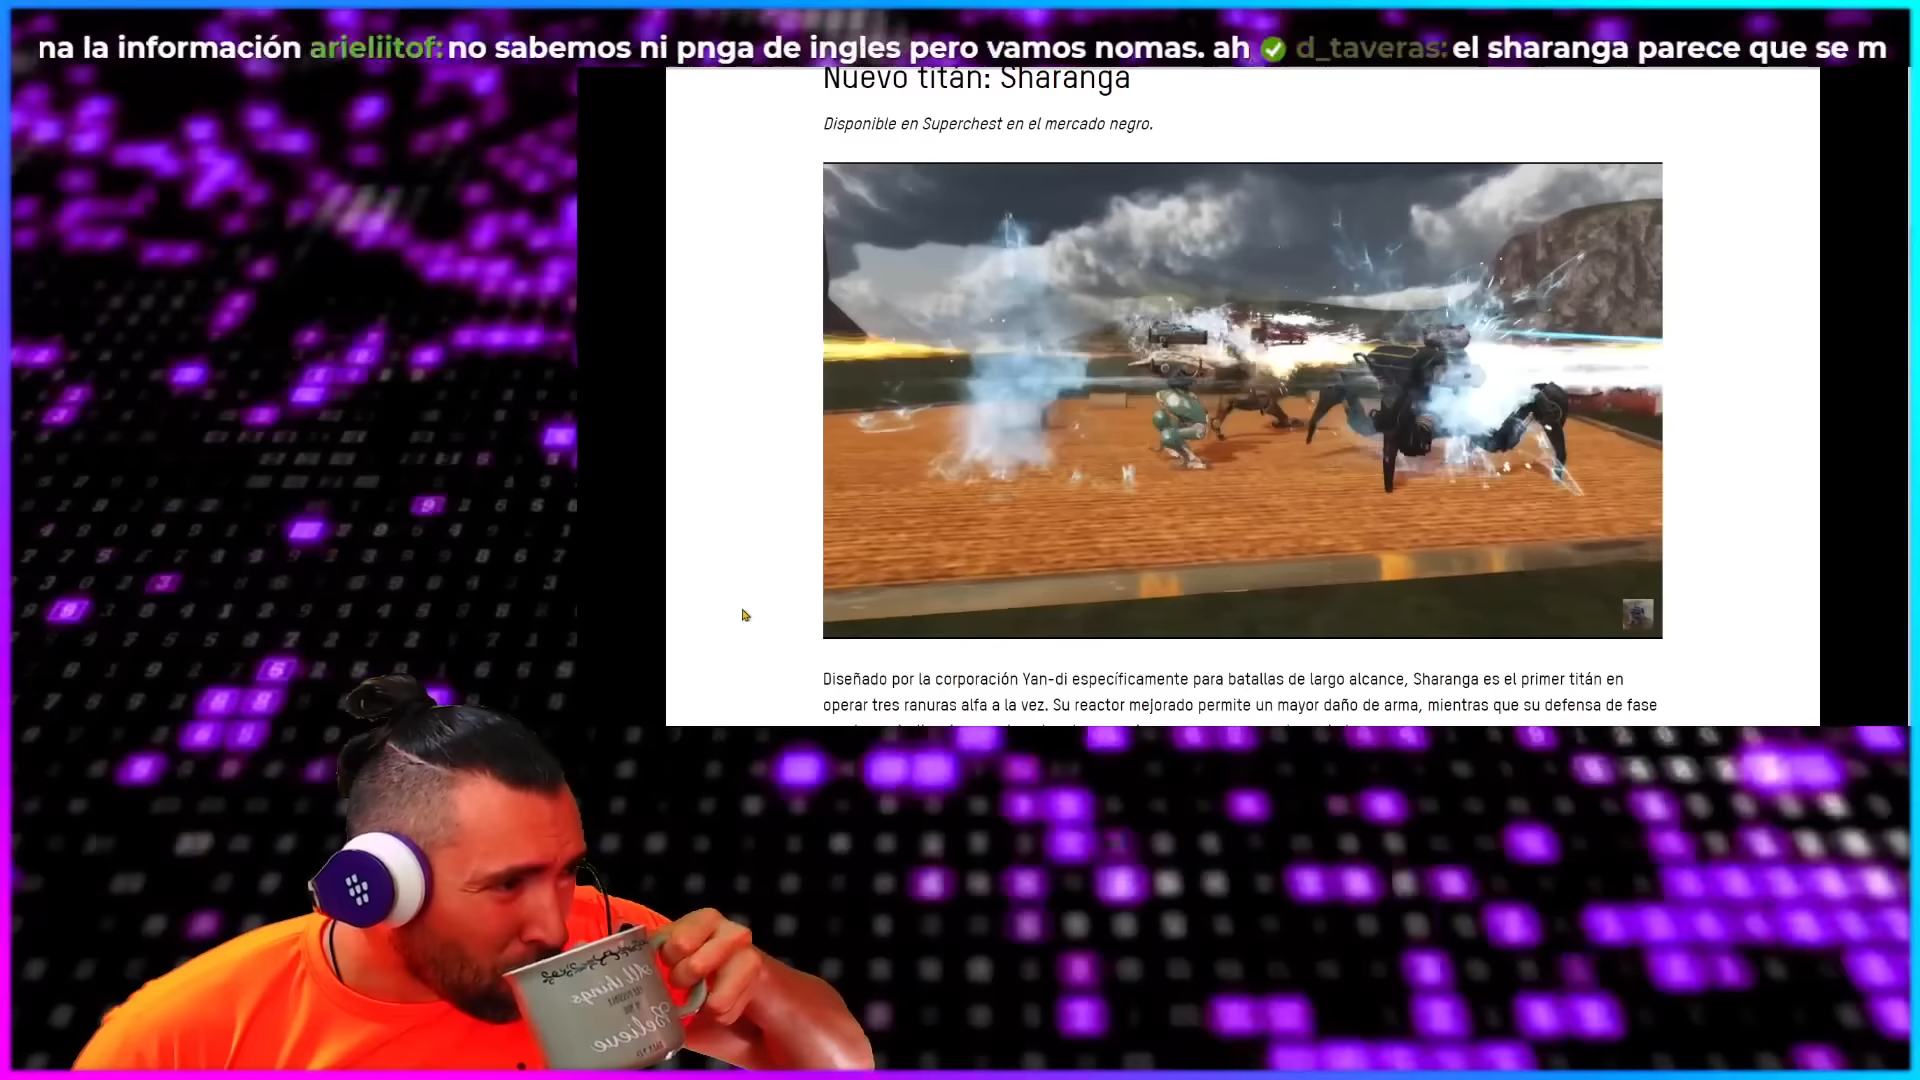 na la información arieliitof: no sabemos ni pnga de ingles pero vamos nomas. ah d_taveras: el sharanga parece que se m
Nuevo titán: Sharanga
Disponible en Superchest en el mercado negro.
Diseñado por la corporación Yan-di específicamente para batallas de largo alcance, Sharanga es el primer titán en
operar tres ranuras alfa a la vez. Su reactor mejorado permite un mayor daño de arma, mientras que su defensa de fase
All things
Believe